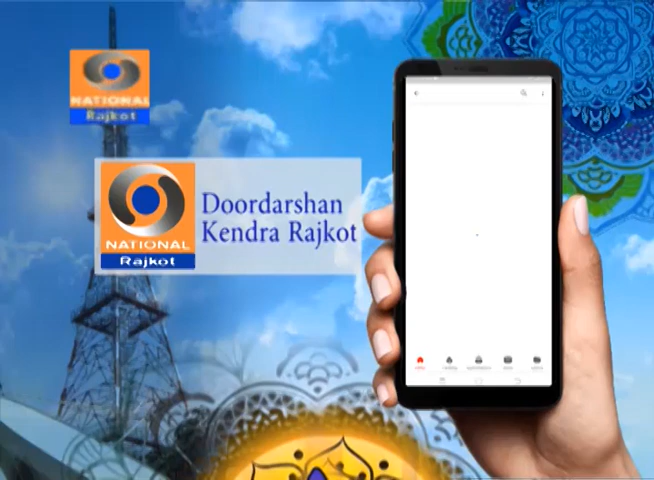 NATIONAL
Rajkot
NATIONAL
Rajkot
Doordarshan
Kendra Rajkot